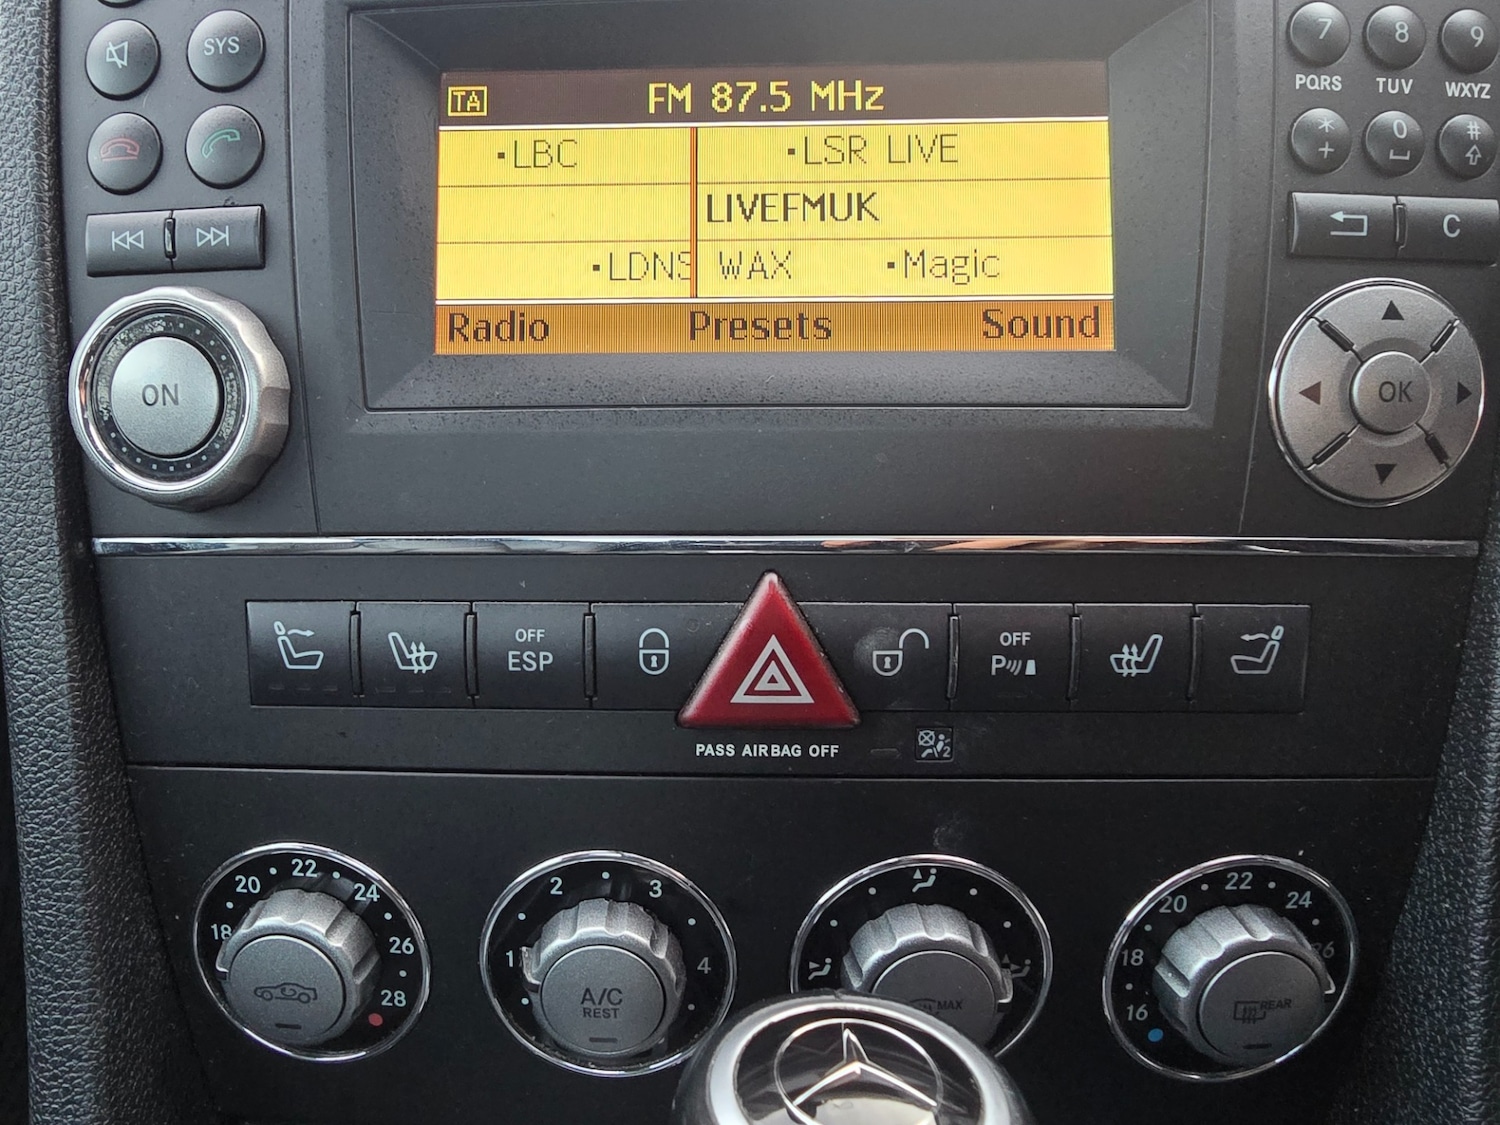 SYS
7 8 9
PQRS TUV WXYZ
* 0 #
+
TA FM 87.5 MHz
LBC LSR LIVE
LIVEFMUK
LDNS WAX Magic
Radio Presets Sound
C
ON
OK
OFF
ESP
OFF
P
PASS AIRBAG OFF
2
18 20 22 24 26 28
1 2 3 4
16 18 20 22 24 26
A/C
REST
MAX
REAR